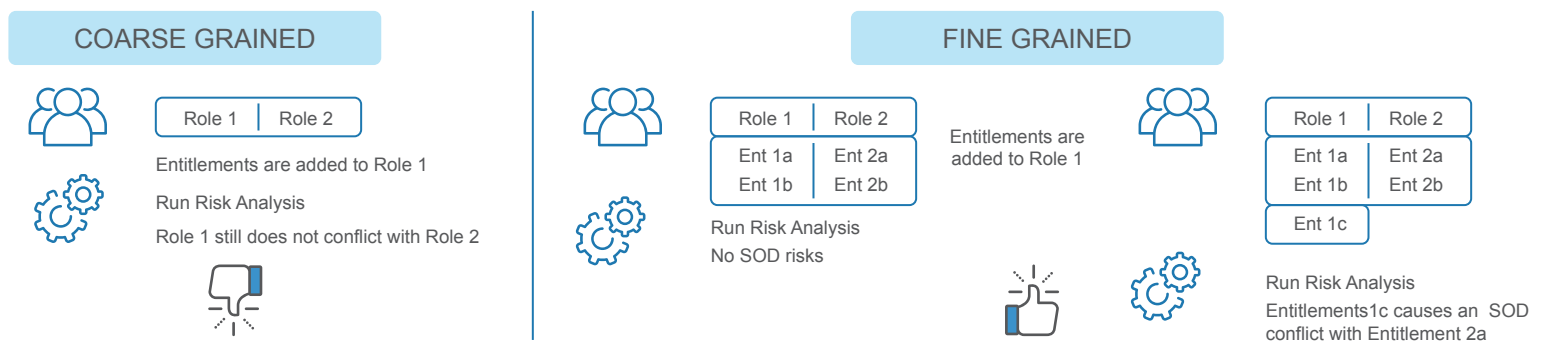 COARSE GRAINED
Role 1 Role 2
Entitlements are added to Role 1
Run Risk Analysis
Role 1 still does not conflict with Role 2
FINE GRAINED
Role 1 Role 2
Ent 1a Ent 2a
Ent 1b Ent 2b
Run Risk Analysis
No SOD risks
Entitlements are
added to Role 1
Role 1 Role 2
Ent 1a Ent 2a
Ent 1b Ent 2b
Ent 1c
Run Risk Analysis
Entitlements1c causes an SOD
conflict with Entitlement 2a